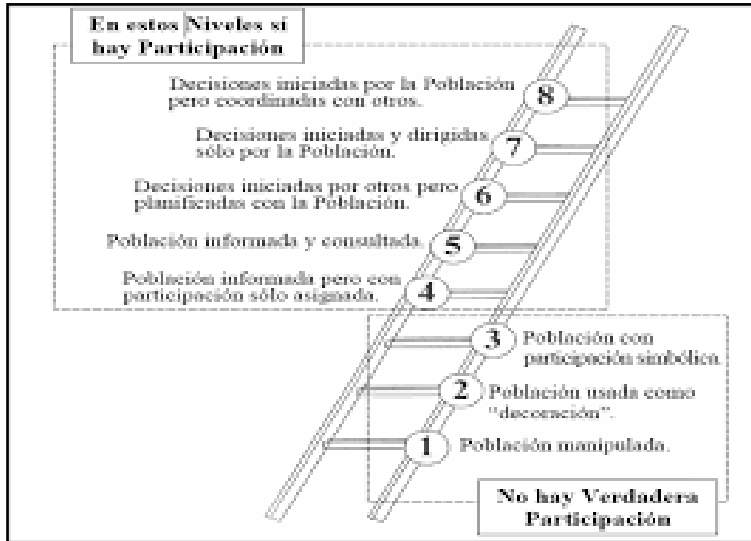 En estos Niveles sí
hay Participación
Decisiones iniciadas por la Población
pero coordinadas con otros.
8
Decisiones iniciadas y dirigidas
sólo por la Población.
7
Decisiones iniciadas por otros pero
planificadas con la Población.
6
Población informada y consultada.
5
Población informada pero con
participación sólo asignada.
4
3
Población con
participación simbólica.
2
Población usada como
“decoración”.
1
Población manipulada.
No hay Verdadera
Participación